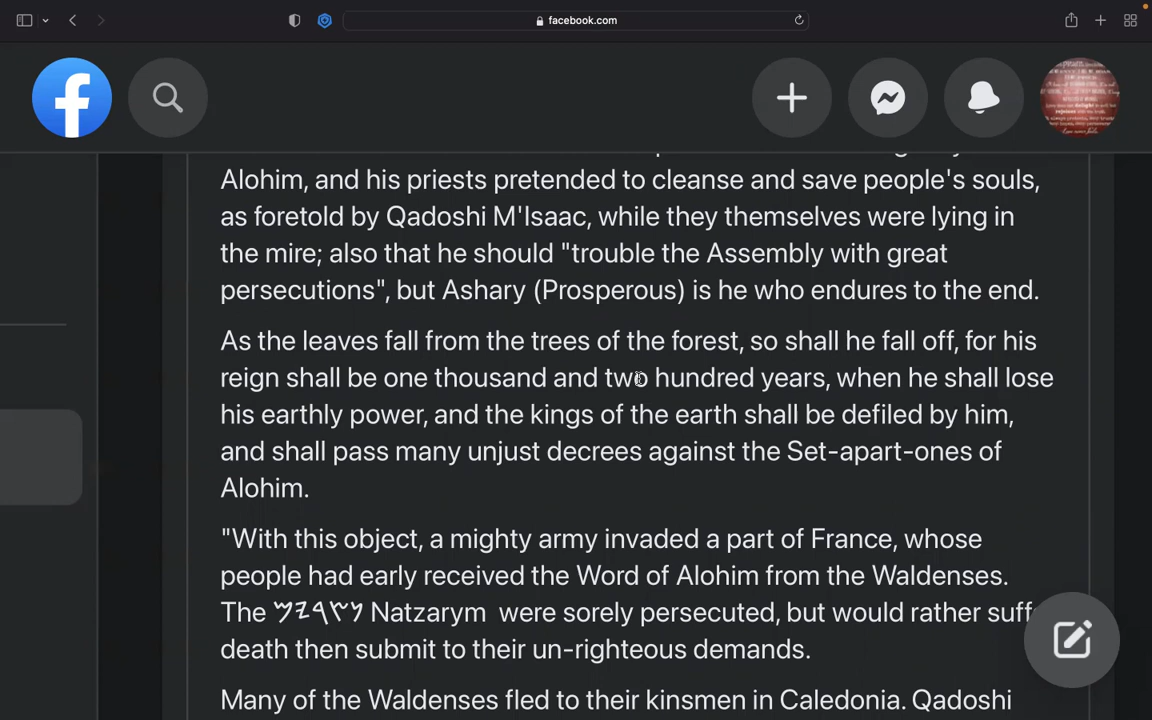 facebook.com
Alohim, and his priests pretended to cleanse and save people's souls,
as foretold by Qadoshi M'Isaac, while they themselves were lying in
the mire; also that he should "trouble the Assembly with great
persecutions", but Ashary (Prosperous) is he who endures to the end.
As the leaves fall from the trees of the forest, so shall he fall off, for his
reign shall be one thousand and two hundred years, when he shall lose
his earthly power, and the kings of the earth shall be defiled by him,
and shall pass many unjust decrees against the Set-apart-ones of
Alohim.
"With this object, a mighty army invaded a part of France, whose
people had early received the Word of Alohim from the Waldenses.
The Natzarym were sorely persecuted, but would rather suff
death then submit to their un-righteous demands.
Many of the Waldenses fled to their kinsmen in Caledonia. Qadoshi